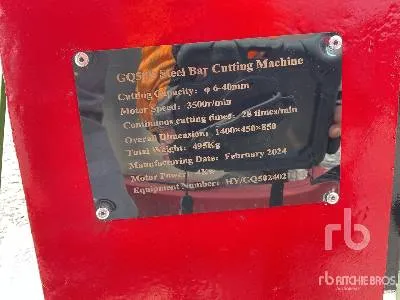 Steel Bar Cutting Machine
Cutting Capacity: φ 6-40mm
Motor Speed: 3500r/min
Continuous cutting times: 28 times/min
Overall Dimension: 1400×450×850
Total Weight: 495Kg
Manufacturing Date: February 2024
Motor Power:
Equipment Number:
rb
rb RITCHIE BROS.